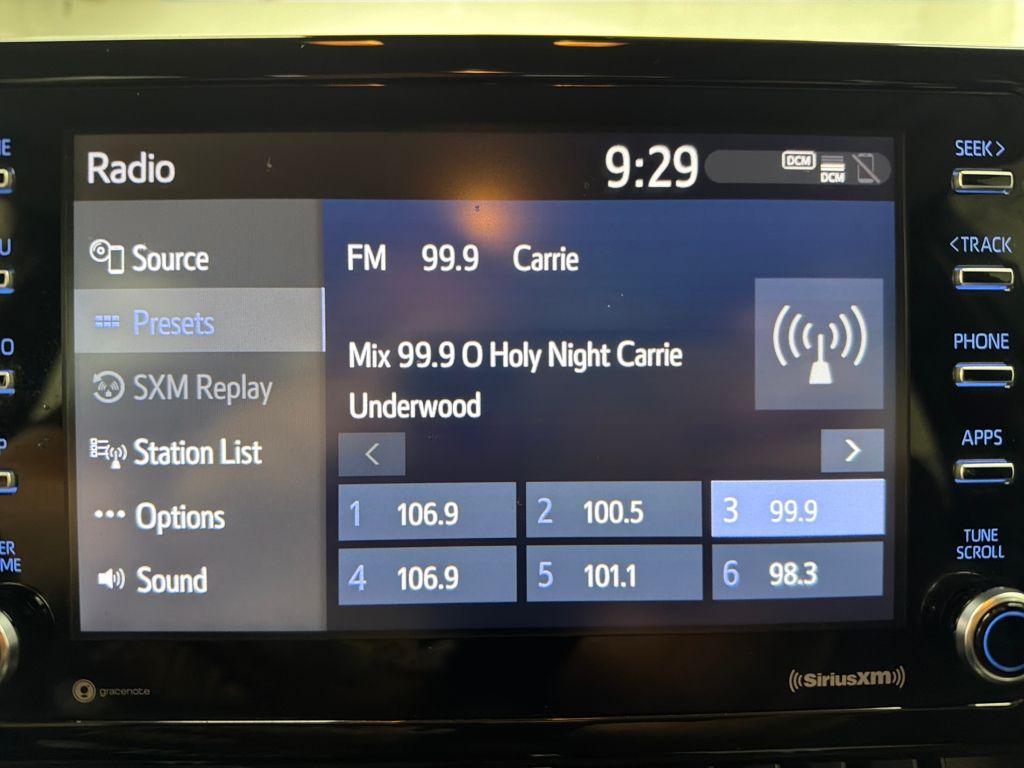 Radio
9:29
DCM
DCM
SEEK >
Source
FM 99.9 Carrie
<TRACK
Presets
Mix 99.9 O Holy Night Carrie
Underwood
PHONE
SXM Replay
Station List
< >
APPS
Options
1 106.9
2 100.5
3 99.9
TUNE
SCROLL
Sound
4 106.9
5 101.1
6 98.3
gracenote
SiriusXM